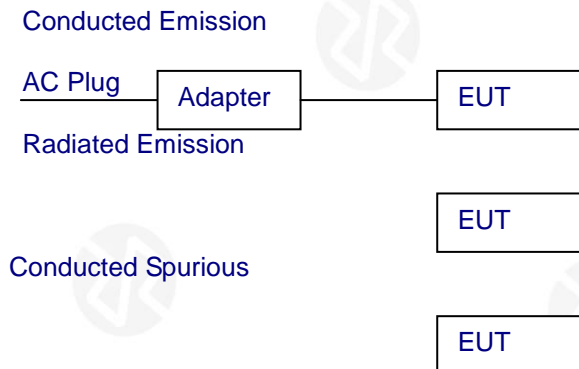 Conducted Emission
AC Plug Adapter EUT
Radiated Emission
EUT
Conducted Spurious
EUT